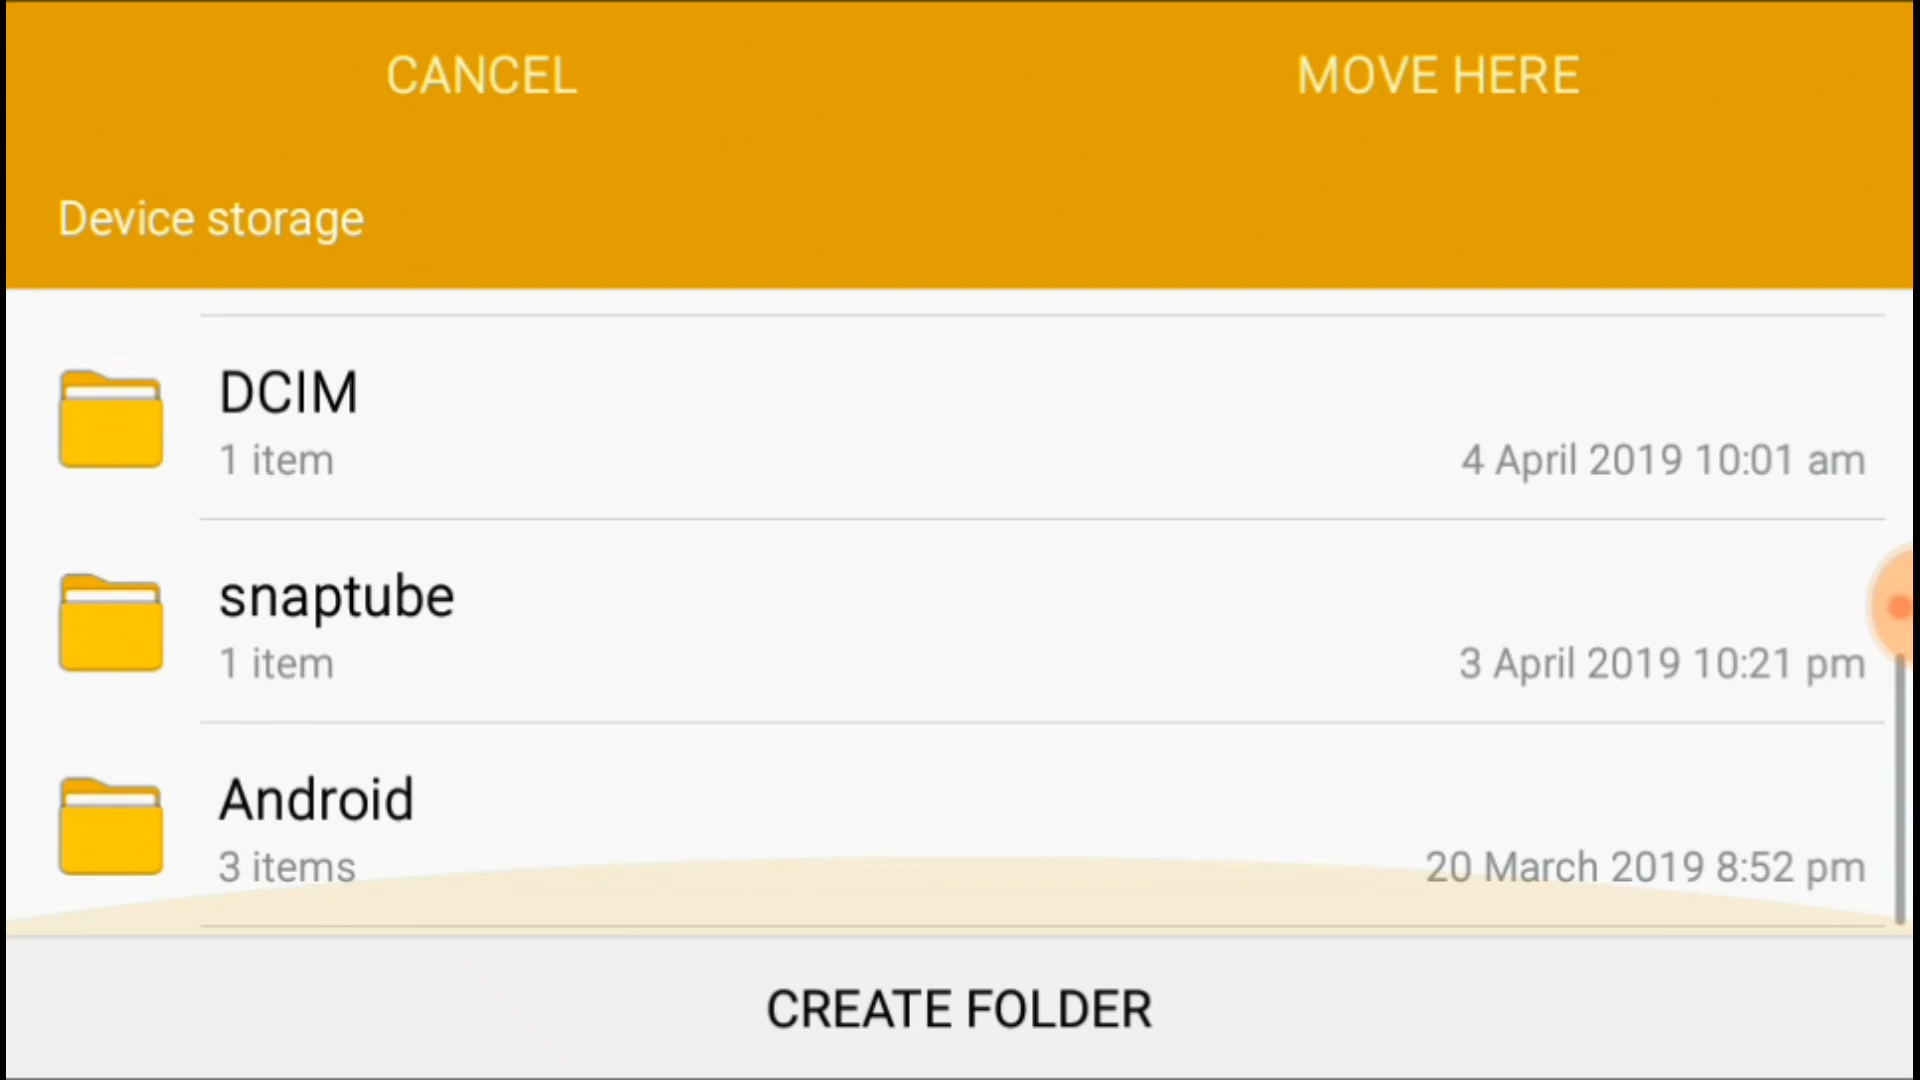 CANCEL
MOVE HERE
Device storage
DCIM
1 item
4 April 2019 10:01 am
snaptube
1 item
3 April 2019 10:21 pm
Android
3 items
20 March 2019 8:52 pm
CREATE FOLDER